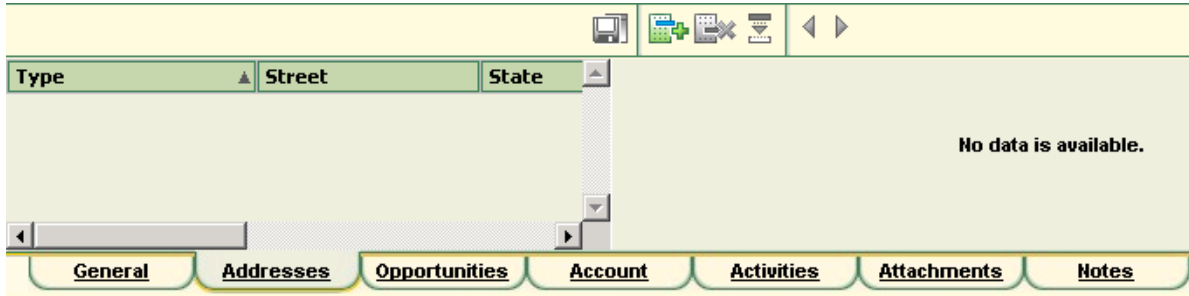 Type Street State
No data is available.
General Addresses Opportunities Account Activities Attachments Notes